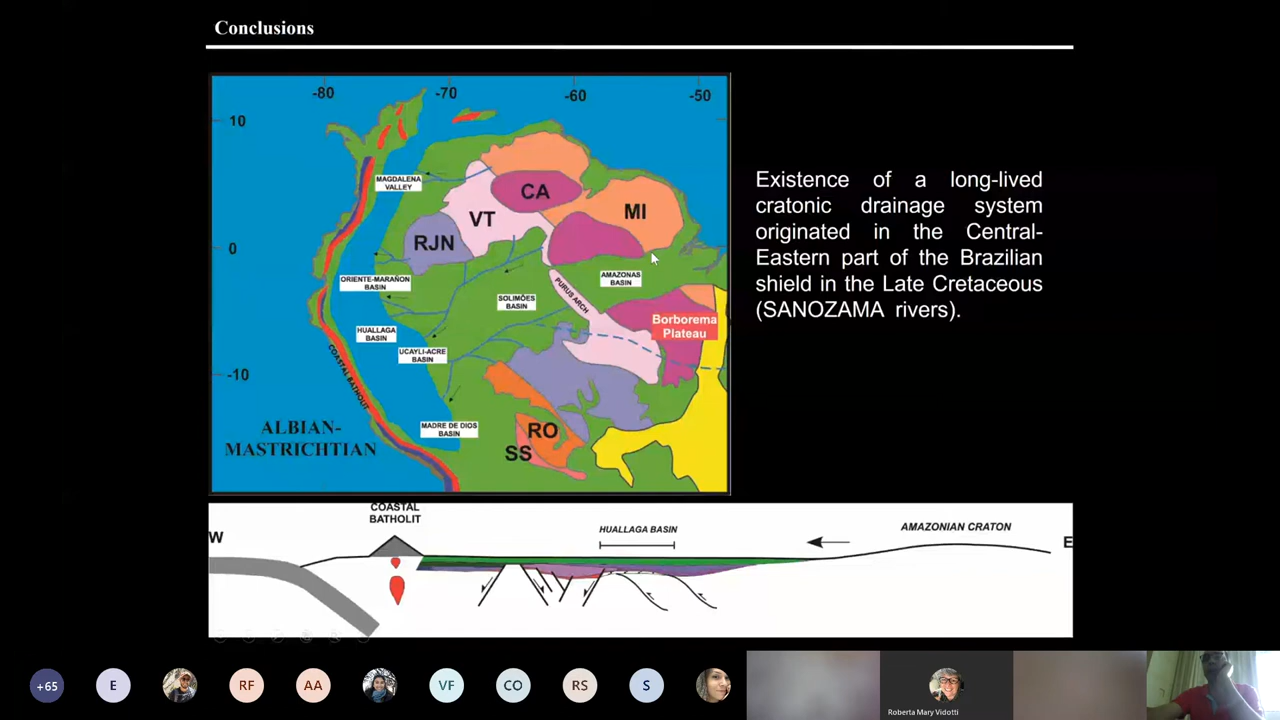 Conclusions
-80
-70
-60
-50
10
0
-10
MAGDALENA
VALLEY
CA
VT
MI
RJN
ORIENTE-MARAÑON
BASIN
AMAZONAS
BASIN
SOLIMÕES
BASIN
PURUS ARCH
HUALLAGA
BASIN
UCAYLI-ACRE
BASIN
Borborema
Plateau
COASTAL BATHOLIT
ALBIAN-
MASTRICHTIAN
MADRE DE DIOS
BASIN
RO
SS
Existence of a long-lived
cratonic drainage system
originated in the Central-
Eastern part of the Brazilian
shield in the Late Cretaceous
(SANOZAMA rivers).
COASTAL
BATHOLIT
W
HUALLAGA BASIN
AMAZONIAN CRATON
E
+65
E
RF
AA
VF
CO
RS
S
Roberta Mary Vidotti